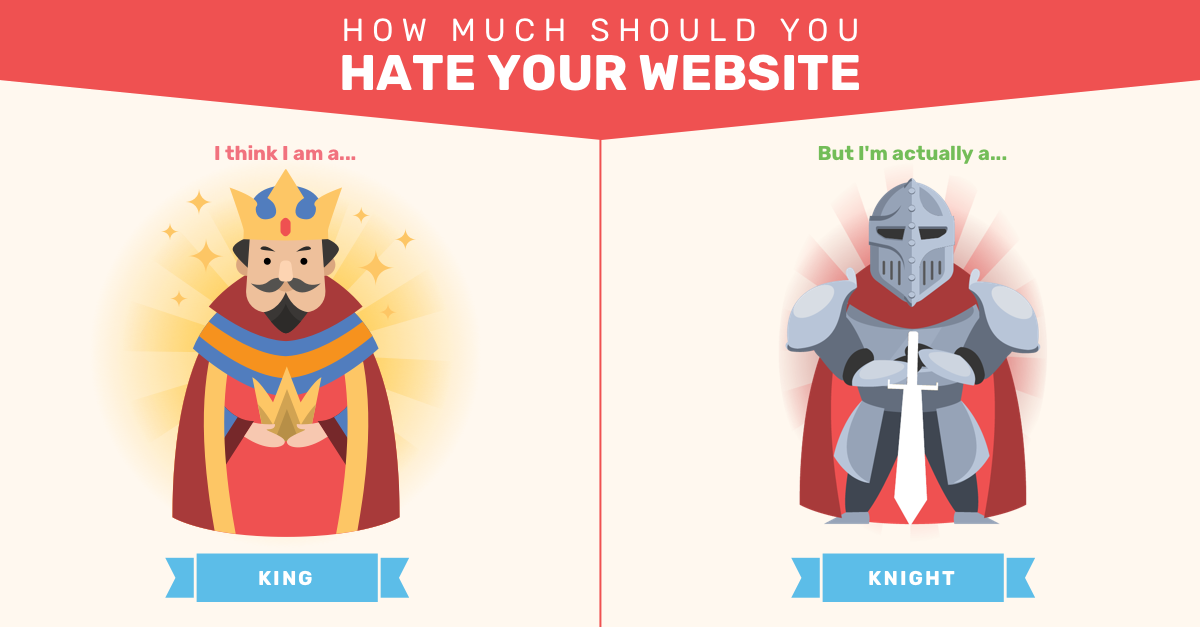 HOW MUCH SHOULD YOU
HATE YOUR WEBSITE
I think I am a...
But I'm actually a...
KING
KNIGHT